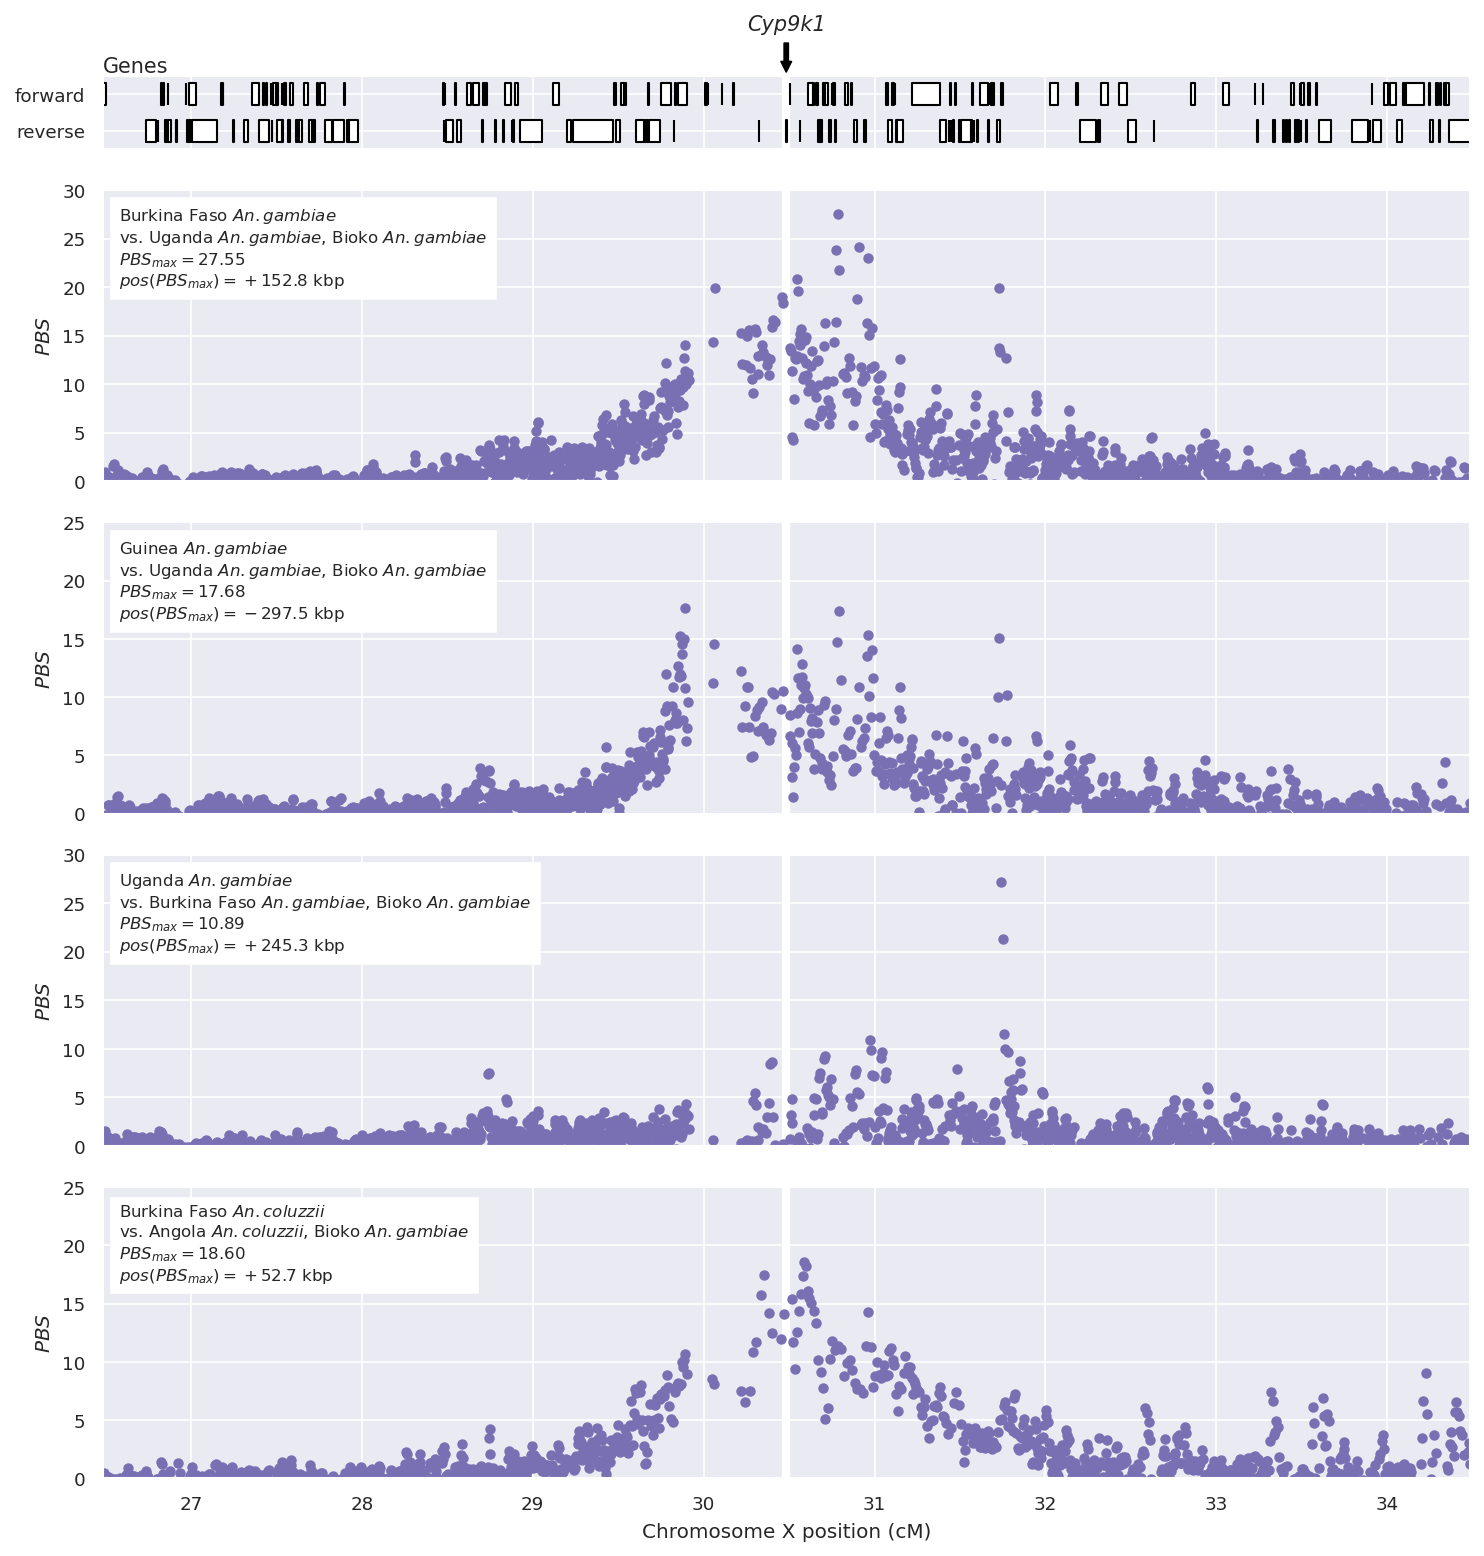 Cyp9k1
Genes
forward
reverse
30
25
20
15
10
5
0
PBS
Burkina Faso An. gambiae
vs. Uganda An. gambiae, Bioko An. gambiae
PBSmax = 27.55
pos(PBSmax) = +152.8 kbp
25
20
15
10
5
0
PBS
Guinea An. gambiae
vs. Uganda An. gambiae, Bioko An. gambiae
PBSmax = 17.68
pos(PBSmax) = −297.5 kbp
30
25
20
15
10
5
0
PBS
Uganda An. gambiae
vs. Burkina Faso An. gambiae, Bioko An. gambiae
PBSmax = 10.89
pos(PBSmax) = +245.3 kbp
25
20
15
10
5
0
PBS
Burkina Faso An. coluzzii
vs. Angola An. coluzzii, Bioko An. gambiae
PBSmax = 18.60
pos(PBSmax) = +52.7 kbp
27 28 29 30 31 32 33 34
Chromosome X position (cM)